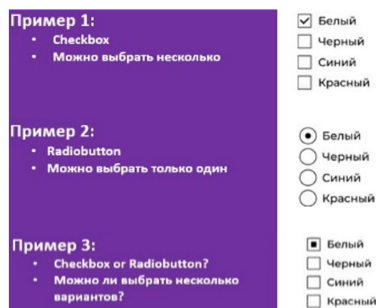 Пример 1:
• Checkbox
• Можно выбрать несколько
Белый
Черный
Синий
Красный
Пример 2:
• Radiobutton
• Можно выбрать только один
Белый
Черный
Синий
Красный
Пример 3:
• Checkbox or Radiobutton?
• Можно ли выбрать несколько
вариантов?
Белый
Черный
Синий
Красный